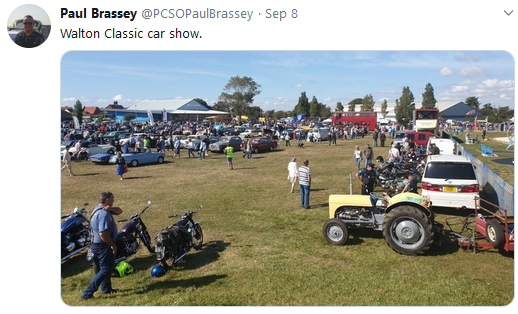 Paul Brassey @PCSOPaulBrassey · Sep 8
Walton Classic car show.